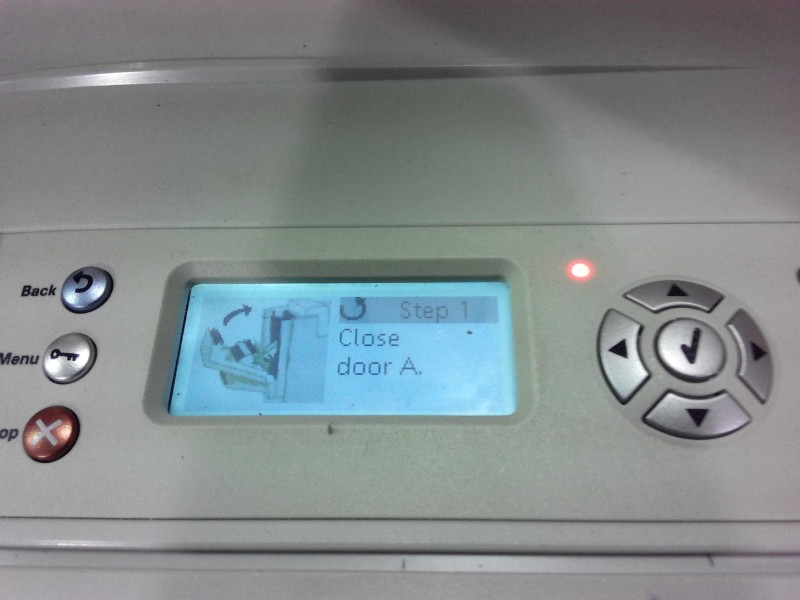 Back
Menu
op
Step 1
Close
door A.